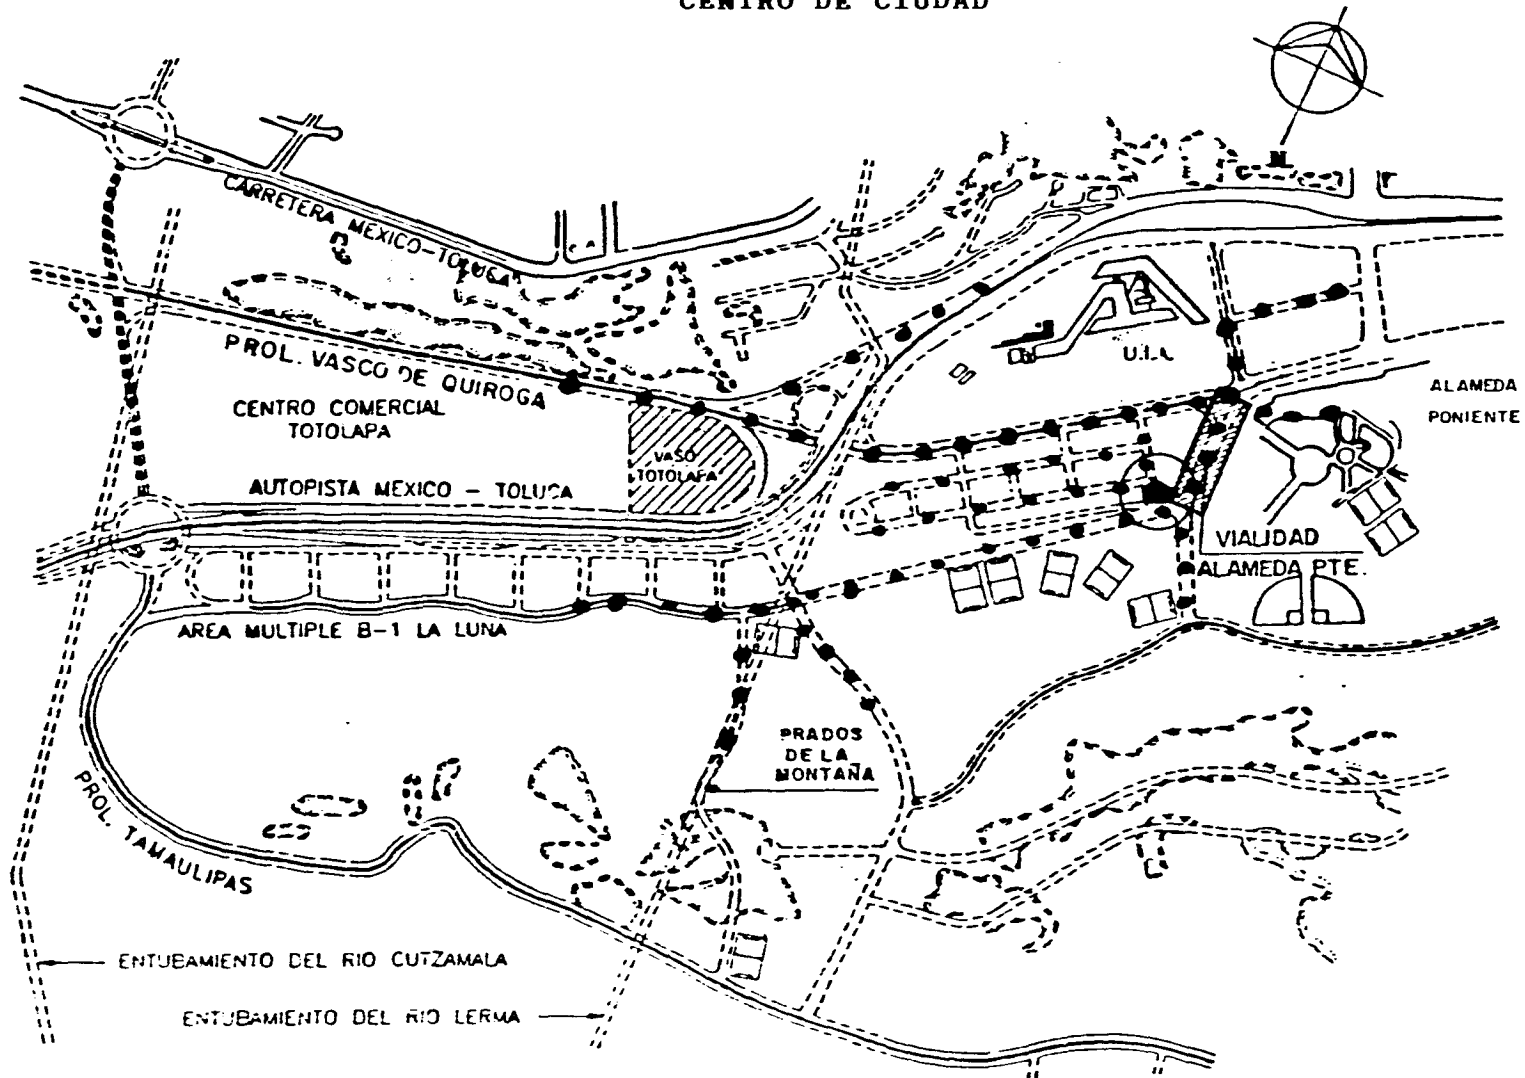 CENTRO DE CIUDAD
N
CARRETERA MEXICO-TOLUCA
PROL. VASCO DE QUIROGA
U.I.A.
ALAMEDA
PONIENTE
CENTRO COMERCIAL
TOTOLAPA
VASO
TOTOLAPA
AUTOPISTA MEXICO - TOLUCA
VIALIDAD
ALAMEDA PTE.
AREA MULTIPLE B-1 LA LUNA
PRADOS
DE LA
MONTAÑA
PROL. TAMAULIPAS
ENTUBAMIENTO DEL RIO CUTZAMALA
ENTUBAMIENTO DEL RIO LERMA